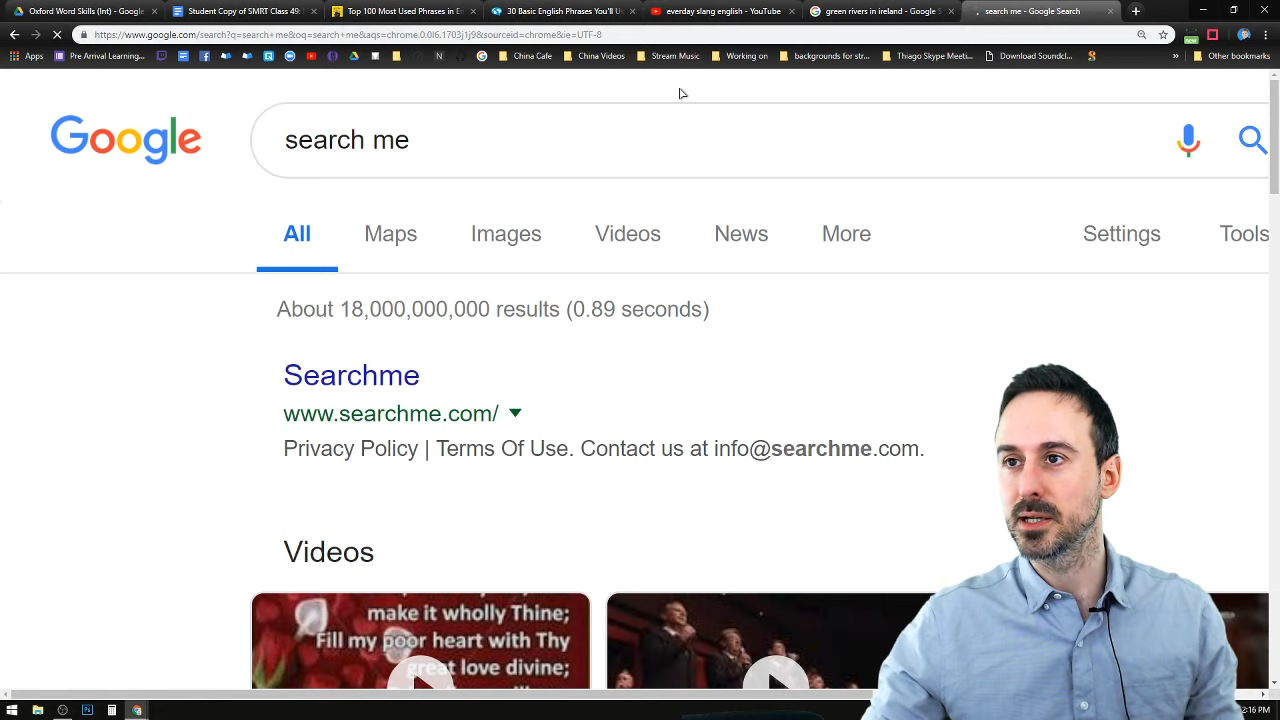 Oxford Word Skills (Int) - Google
Student Copy of SMRT Class 49:
Top 100 Most Used Phrases in E
30 Basic English Phrases You'll U
everday slang english - YouTube
green rivers in ireland - Google S
search me - Google Search
https://www.google.com/search?q=search+me&oq=search+me&aqs=chrome.0.0l6.1703j1j9&sourceid=chrome&ie=UTF-8
new
Apps
Pre Arrival Learning...
China Cafe
China Videos
Stream Music
Working on
backgrounds for str...
Thiago Skype Meeti...
Download Soundcl...
Other bookmarks
Google
search me
All Maps Images Videos News More Settings Tools
About 18,000,000,000 results (0.89 seconds)
Searchme
www.searchme.com/
Privacy Policy | Terms Of Use. Contact us at info@searchme.com.
Videos
make it wholly Thine;
Fill my poor heart with Thy
great love divine;
2:16 PM